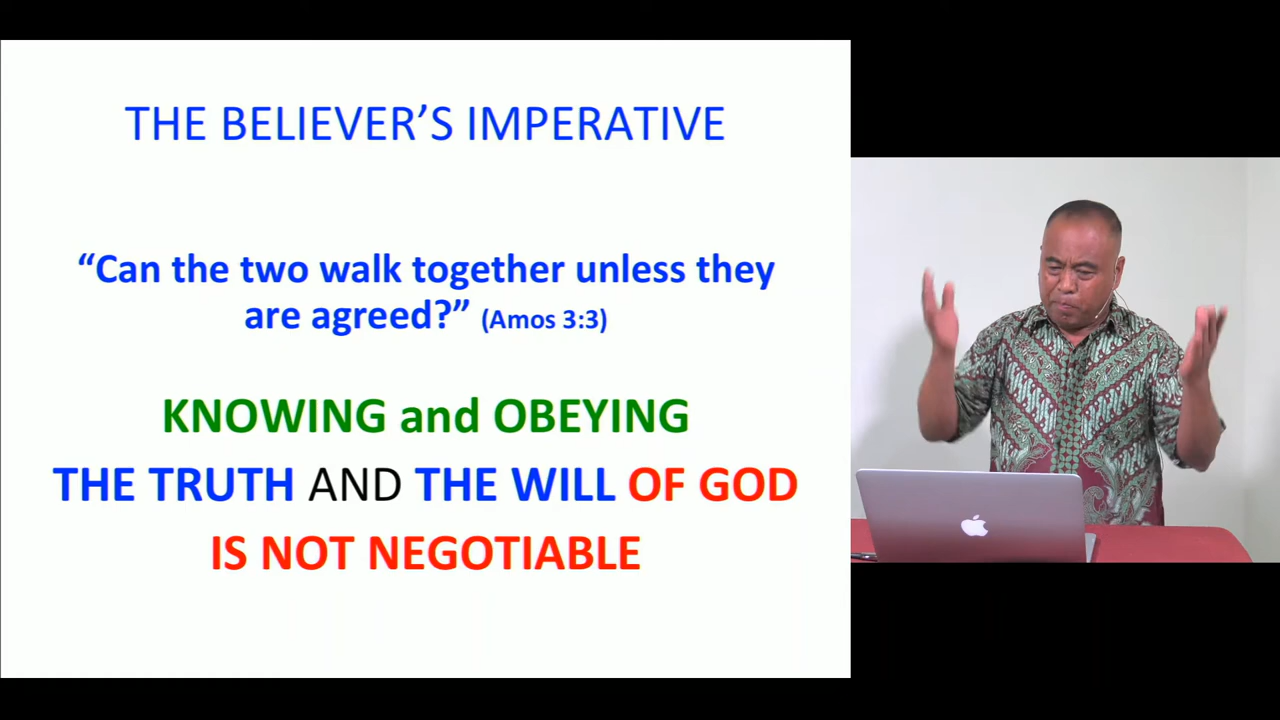 THE BELIEVER’S IMPERATIVE
“Can the two walk together unless they
are agreed?” (Amos 3:3)
KNOWING and OBEYING
THE TRUTH AND THE WILL OF GOD
IS NOT NEGOTIABLE